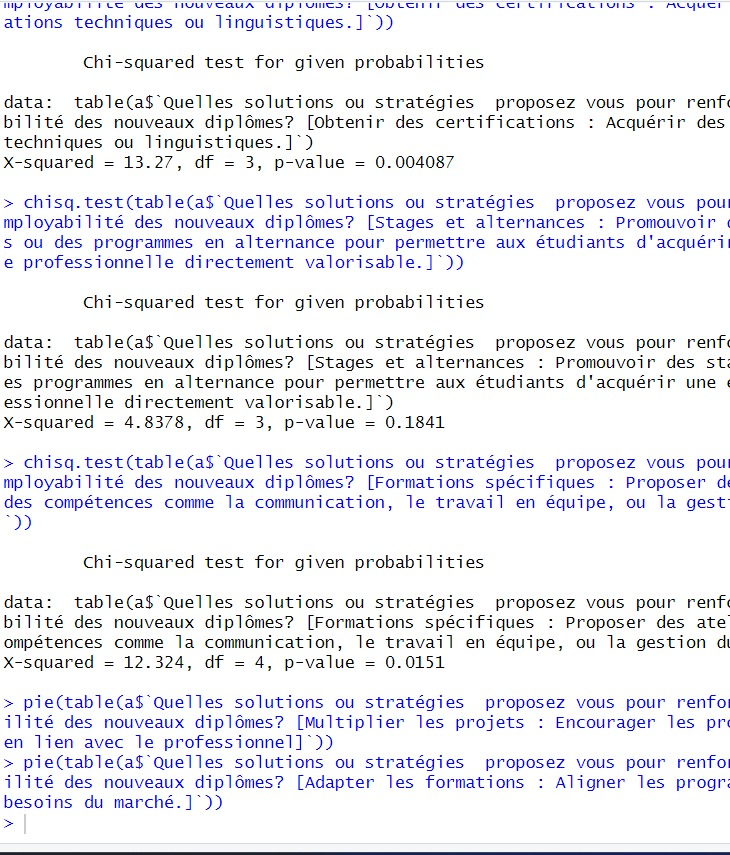 mployabilité des nouveaux diplômes? [Obtenir des certifications : Acquér
ations techniques ou linguistiques.]`))
Chi-squared test for given probabilities
data:  table(a$`Quelles solutions ou stratégies  proposez vous pour renfo
bilité des nouveaux diplômes? [Obtenir des certifications : Acquérir des
techniques ou linguistiques.]`)
X-squared = 13.27, df = 3, p-value = 0.004087
> chisq.test(table(a$`Quelles solutions ou stratégies  proposez vous pour
mployabilité des nouveaux diplômes? [Stages et alternances : Promouvoir d
s ou des programmes en alternance pour permettre aux étudiants d'acquérir
e professionnelle directement valorisable.]`))
Chi-squared test for given probabilities
data:  table(a$`Quelles solutions ou stratégies  proposez vous pour renfo
bilité des nouveaux diplômes? [Stages et alternances : Promouvoir des sta
es programmes en alternance pour permettre aux étudiants d'acquérir une e
essionnelle directement valorisable.]`)
X-squared = 4.8378, df = 3, p-value = 0.1841
> chisq.test(table(a$`Quelles solutions ou stratégies  proposez vous pour
mployabilité des nouveaux diplômes? [Formations spécifiques : Proposer de
des compétences comme la communication, le travail en équipe, ou la gesti
`))
Chi-squared test for given probabilities
data:  table(a$`Quelles solutions ou stratégies  proposez vous pour renfo
bilité des nouveaux diplômes? [Formations spécifiques : Proposer des atel
ompétences comme la communication, le travail en équipe, ou la gestion du
X-squared = 12.324, df = 4, p-value = 0.0151
> pie(table(a$`Quelles solutions ou stratégies  proposez vous pour renfor
ilité des nouveaux diplômes? [Multiplier les projets : Encourager les pro
en lien avec le professionnel]`))
> pie(table(a$`Quelles solutions ou stratégies  proposez vous pour renfor
ilité des nouveaux diplômes? [Adapter les formations : Aligner les progra
besoins du marché.]`))
>